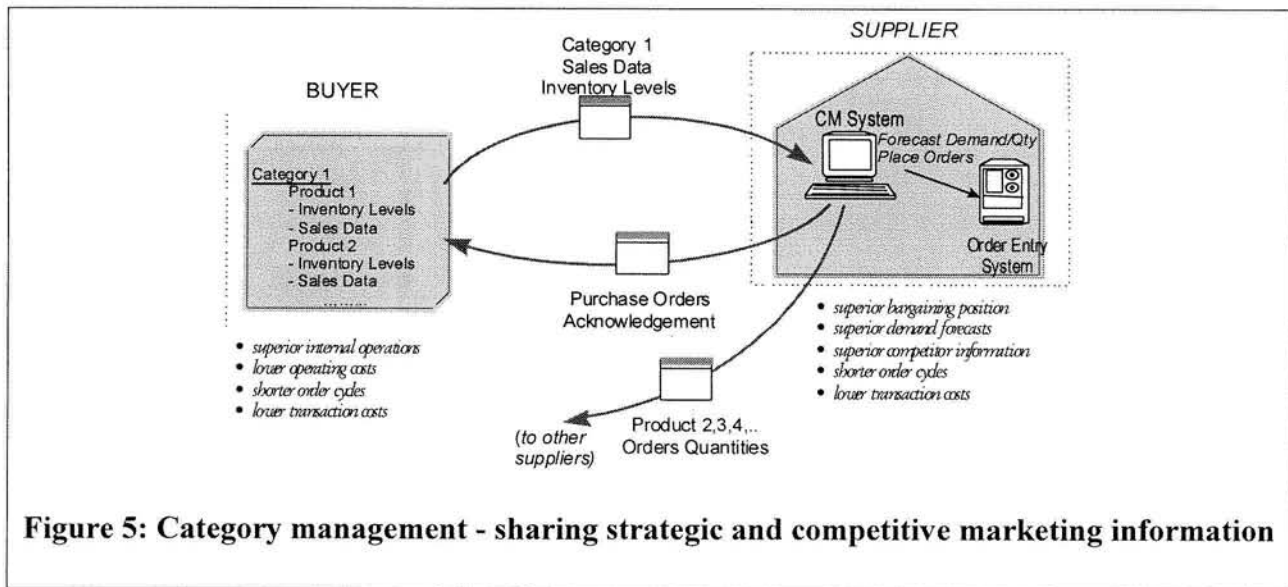 SUPPLIER
Category 1
Sales Data
Inventory Levels
BUYER
CM System
Forecast Demand/Qty
Place Orders
Category 1
Product 1
- Inventory Levels
- Sales Data
Product 2
- Inventory Levels
- Sales Data
.........
Order Entry
System
Purchase Orders
Acknowledgement
• superior internal operations
• lower operating costs
• shorter order cycles
• lower transaction costs
• superior bargaining position
• superior demand forecasts
• superior competitor information
• shorter order cycles
• lower transaction costs
(to other
suppliers)
Product 2,3,4,..
Orders Quantities
Figure 5: Category management - sharing strategic and competitive marketing information